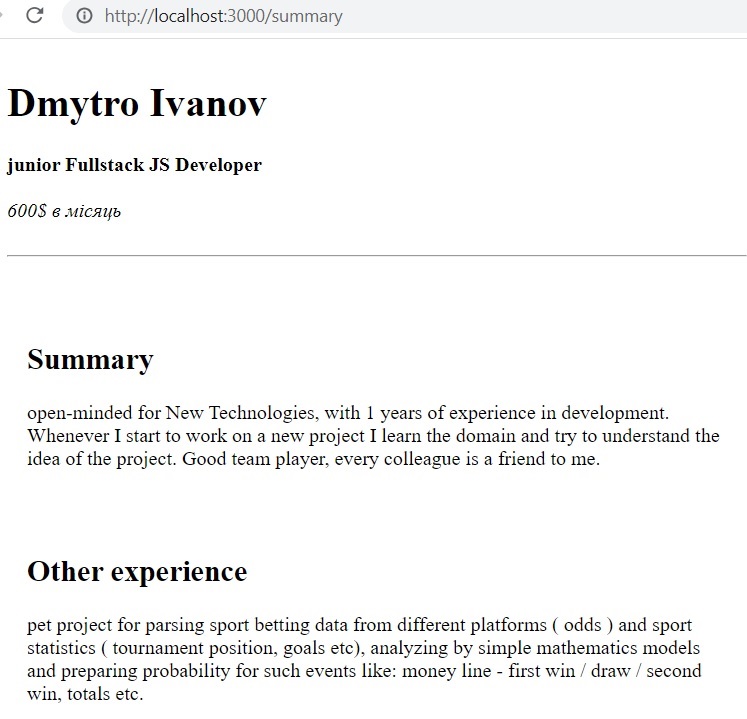 http://localhost:3000/summary
Dmytro Ivanov
junior Fullstack JS Developer
600$ в місяць
Summary
open-minded for New Technologies, with 1 years of experience in development.
Whenever I start to work on a new project I learn the domain and try to understand the
idea of the project. Good team player, every colleague is a friend to me.
Other experience
pet project for parsing sport betting data from different platforms ( odds ) and sport
statistics ( tournament position, goals etc), analyzing by simple mathematics models
and preparing probability for such events like: money line - first win / draw / second
win, totals etc.